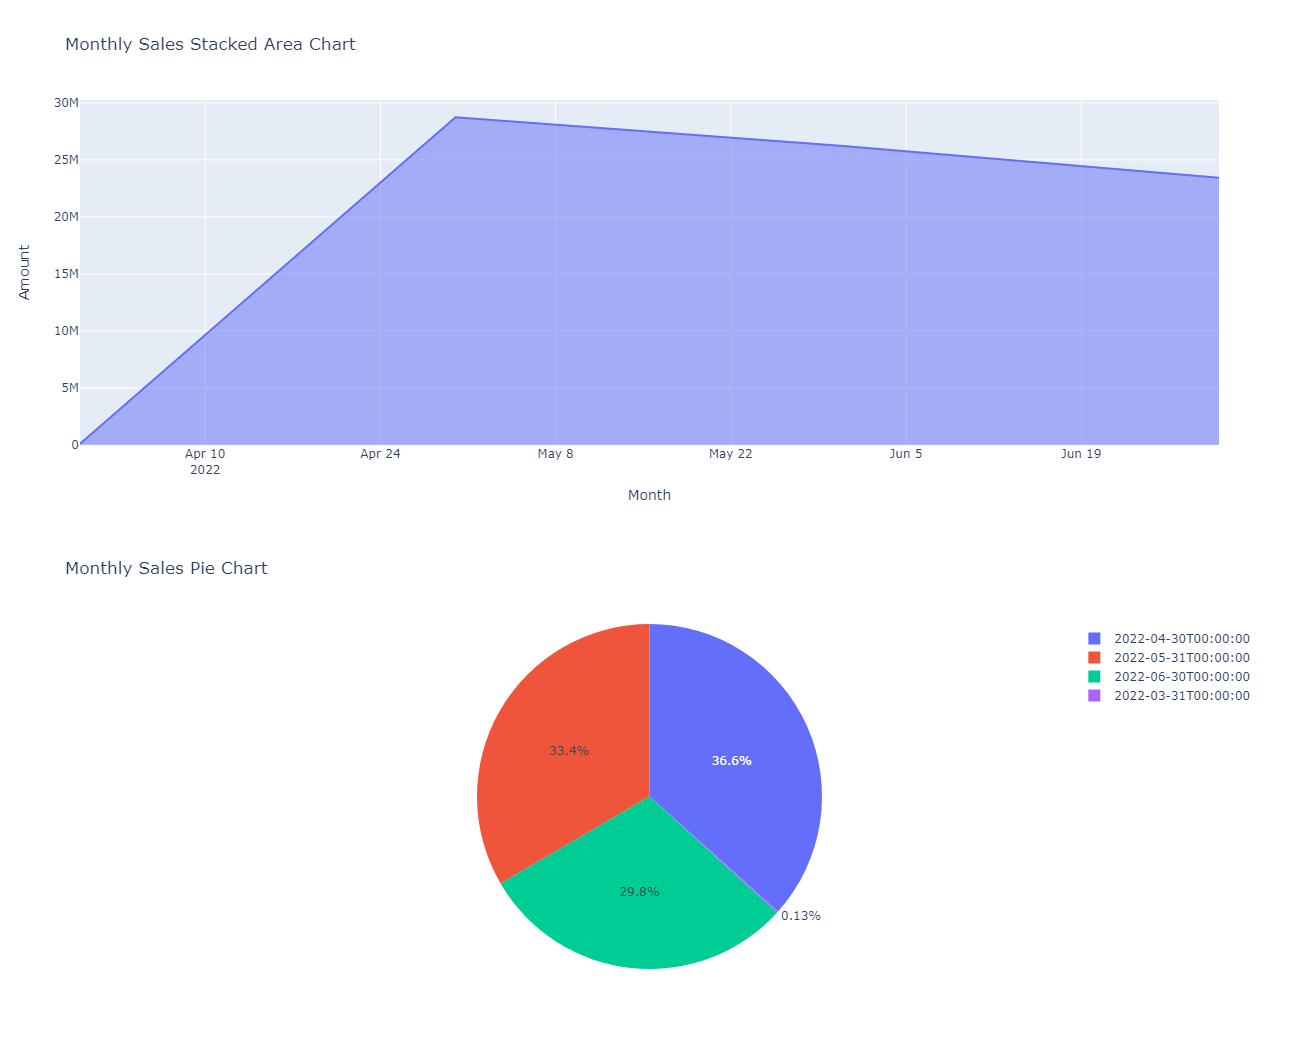 Monthly Sales Stacked Area Chart
30M
25M
20M
15M
10M
5M
0
Amount
Apr 10
2022
Apr 24
May 8
May 22
Jun 5
Jun 19
Month
Monthly Sales Pie Chart
2022-04-30T00:00:00
2022-05-31T00:00:00
2022-06-30T00:00:00
2022-03-31T00:00:00
33.4%
36.6%
29.8%
0.13%